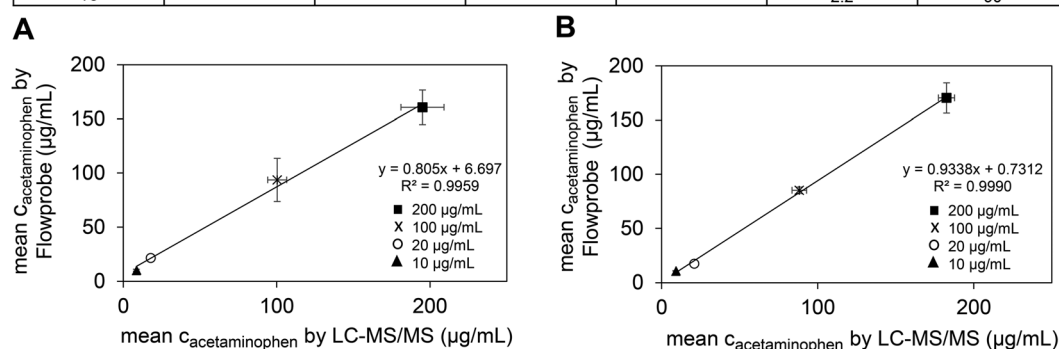 A
mean cacetaminophen by
Flowprobe (µg/mL)
200
150
100
50
0
y = 0.805x + 6.697
R² = 0.9959
200 µg/mL
100 µg/mL
20 µg/mL
10 µg/mL
0
100
200
mean cacetaminophen by LC-MS/MS (µg/mL)
B
mean cacetaminophen by
Flowprobe (µg/mL)
200
150
100
50
0
y = 0.9338x + 0.7312
R² = 0.9990
200 µg/mL
100 µg/mL
20 µg/mL
10 µg/mL
0
100
200
mean cacetaminophen by LC-MS/MS (µg/mL)